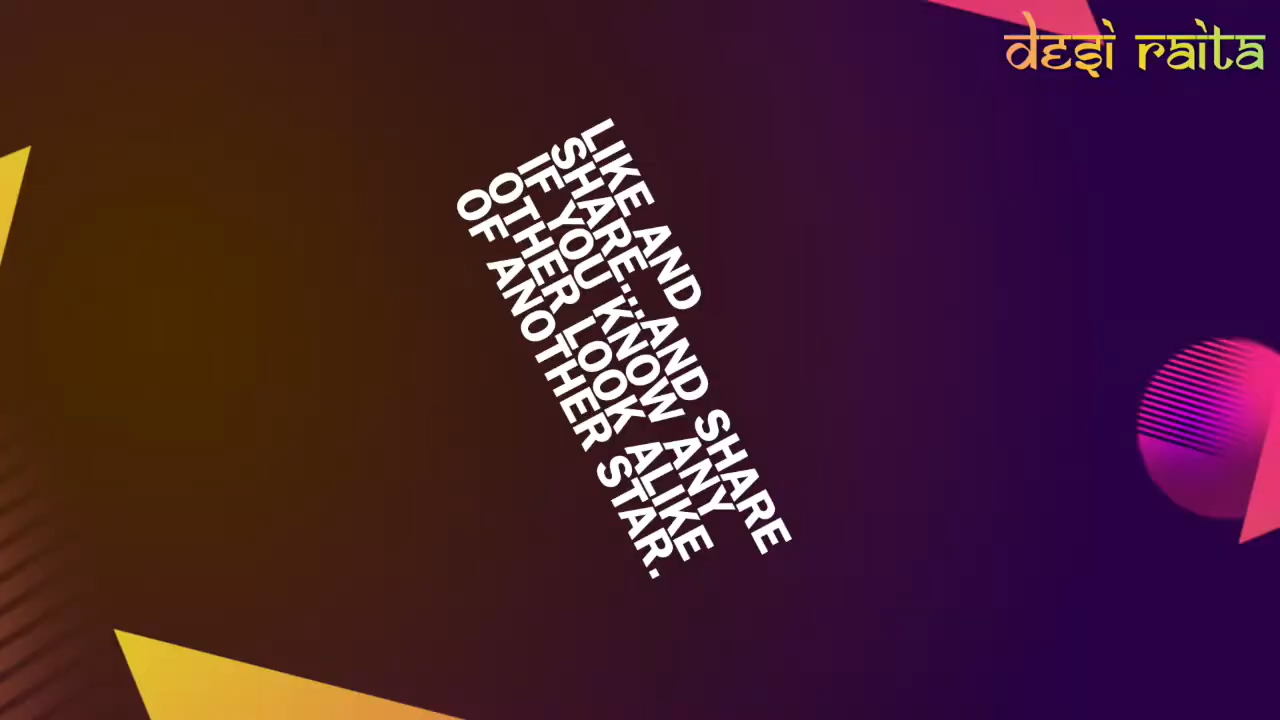 desi raita
LIKE AND
SHARE...AND SHARE
IF YOU KNOW ANY
OTHER LOOK ALIKE
OF ANOTHER STAR.